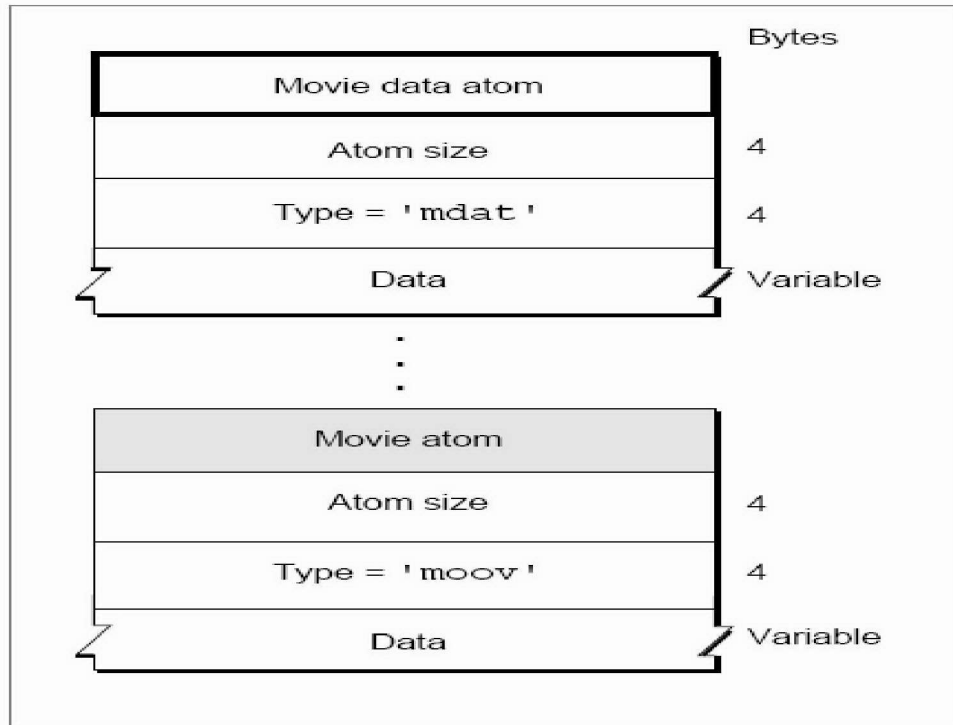 Bytes
Movie data atom
Atom size 4
Type = 'mdat' 4
Data Variable
Movie atom
Atom size 4
Type = 'moov' 4
Data Variable